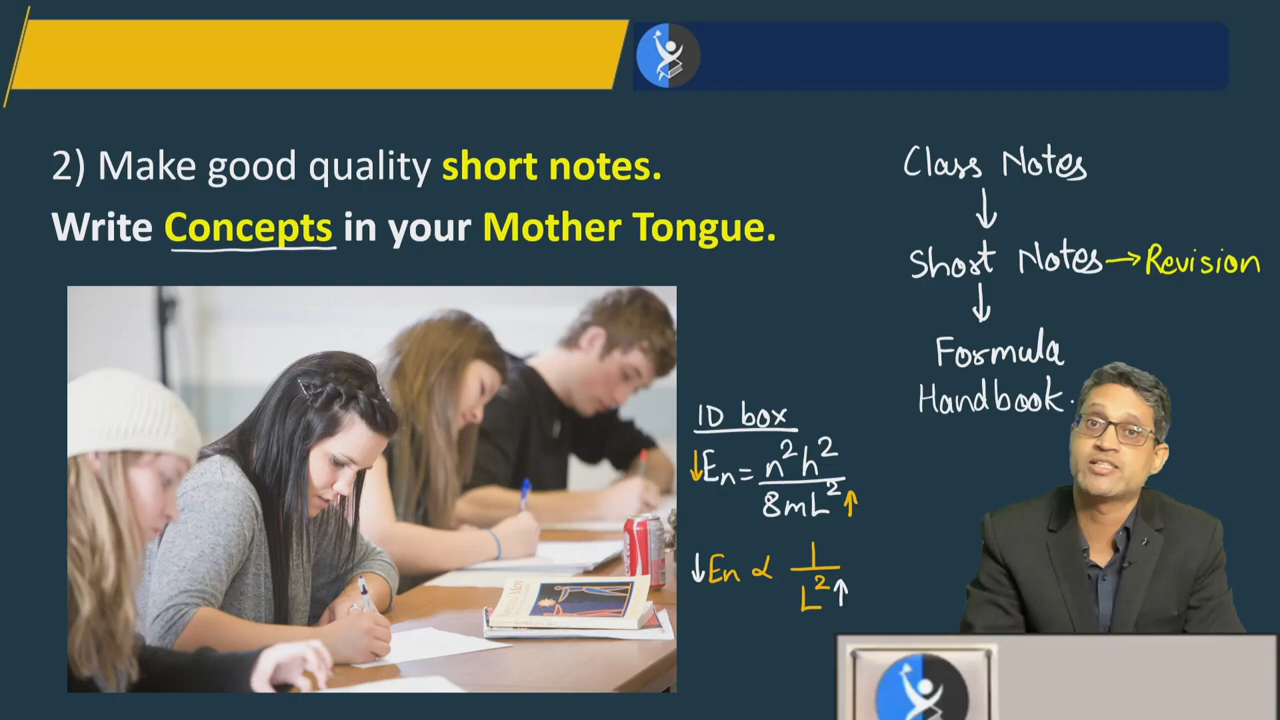 2) Make good quality short notes.
Write Concepts in your Mother Tongue.
Class Notes
↓
Short Notes → Revision
↓
Formula
Handbook.
1D box
↓En = n²h² / 8mL² ↑
↓En ∝ 1 / L² ↑